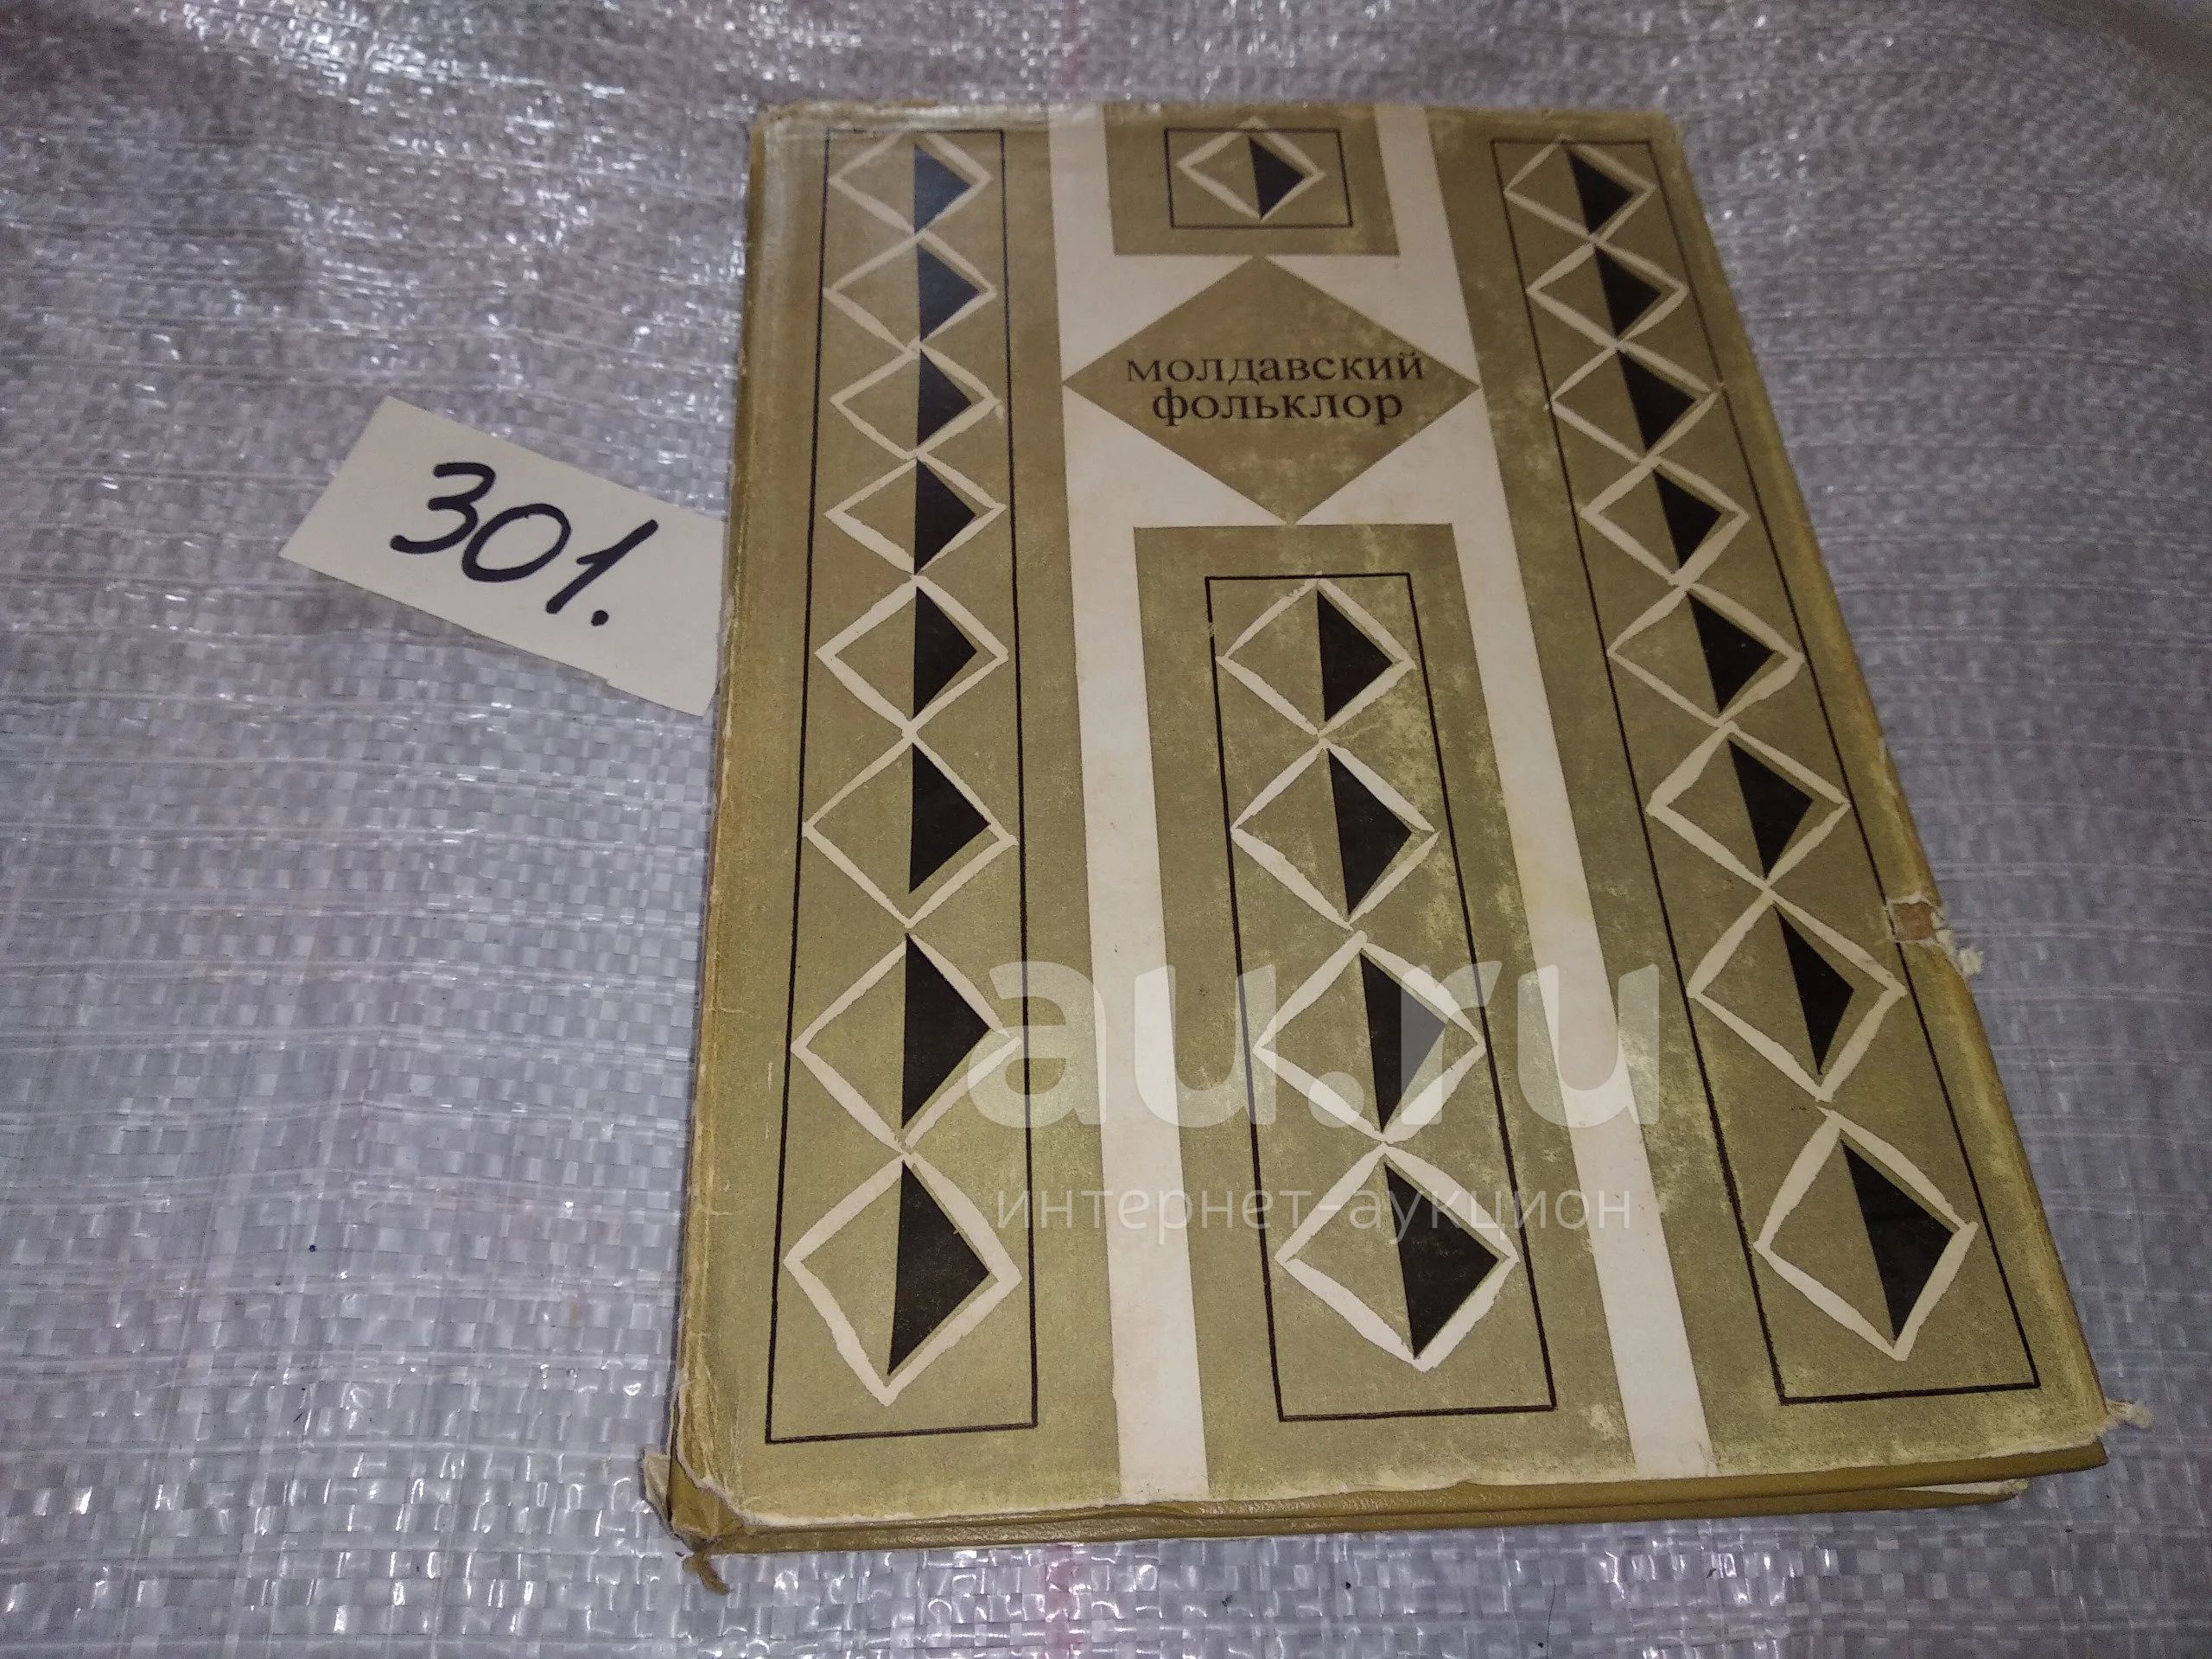 молдавский
фольклор
301.
au.ru
интернет-аукцион